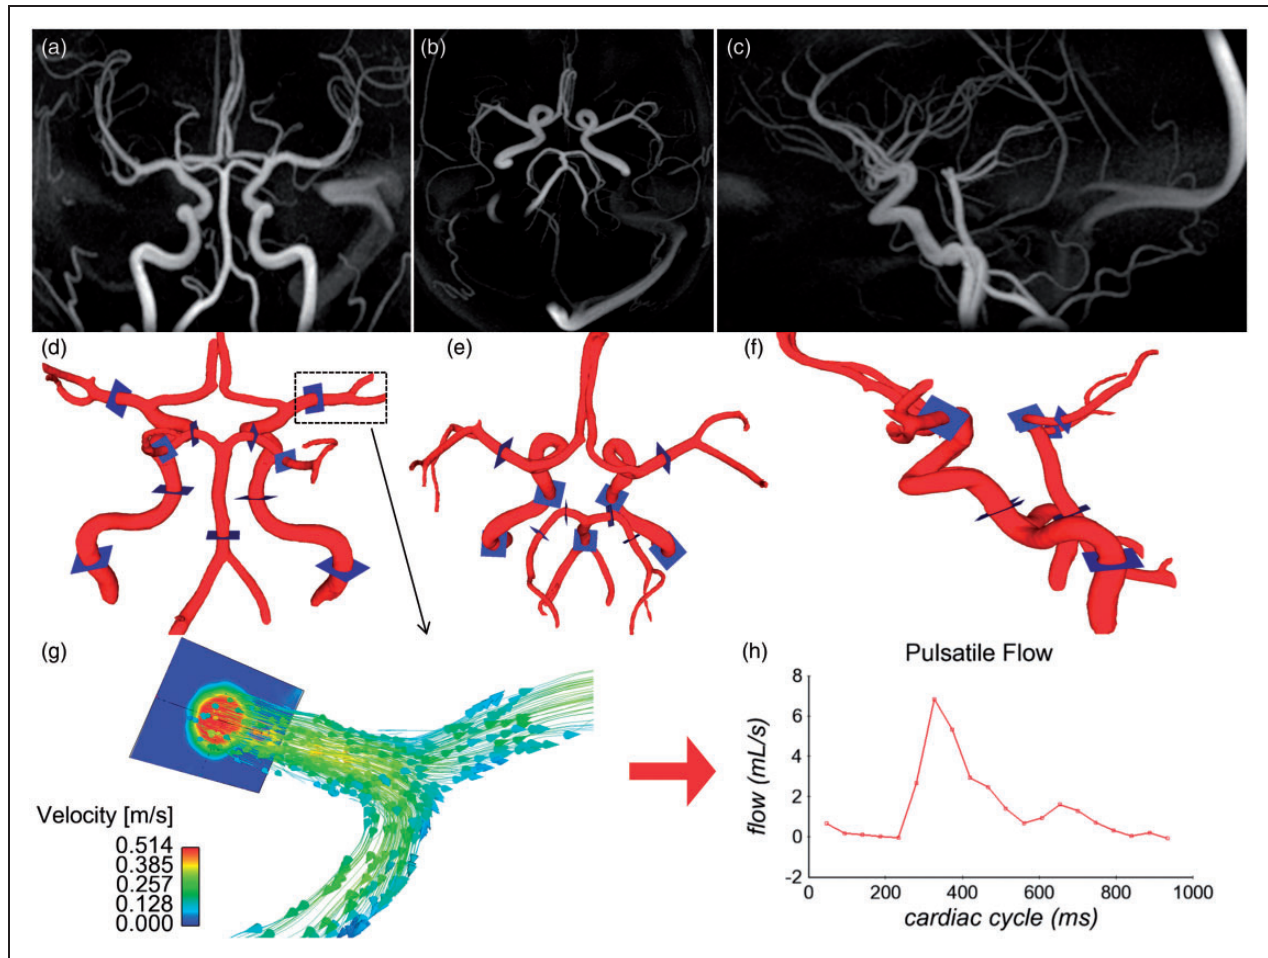 (a)
(b)
(c)
(d)
(e)
(f)
(g)
Velocity [m/s]
0.514
0.385
0.257
0.128
0.000
(h)
Pulsatile Flow
flow (mL/s)
8
6
4
2
0
-2
0
200
400
600
800
1000
cardiac cycle (ms)